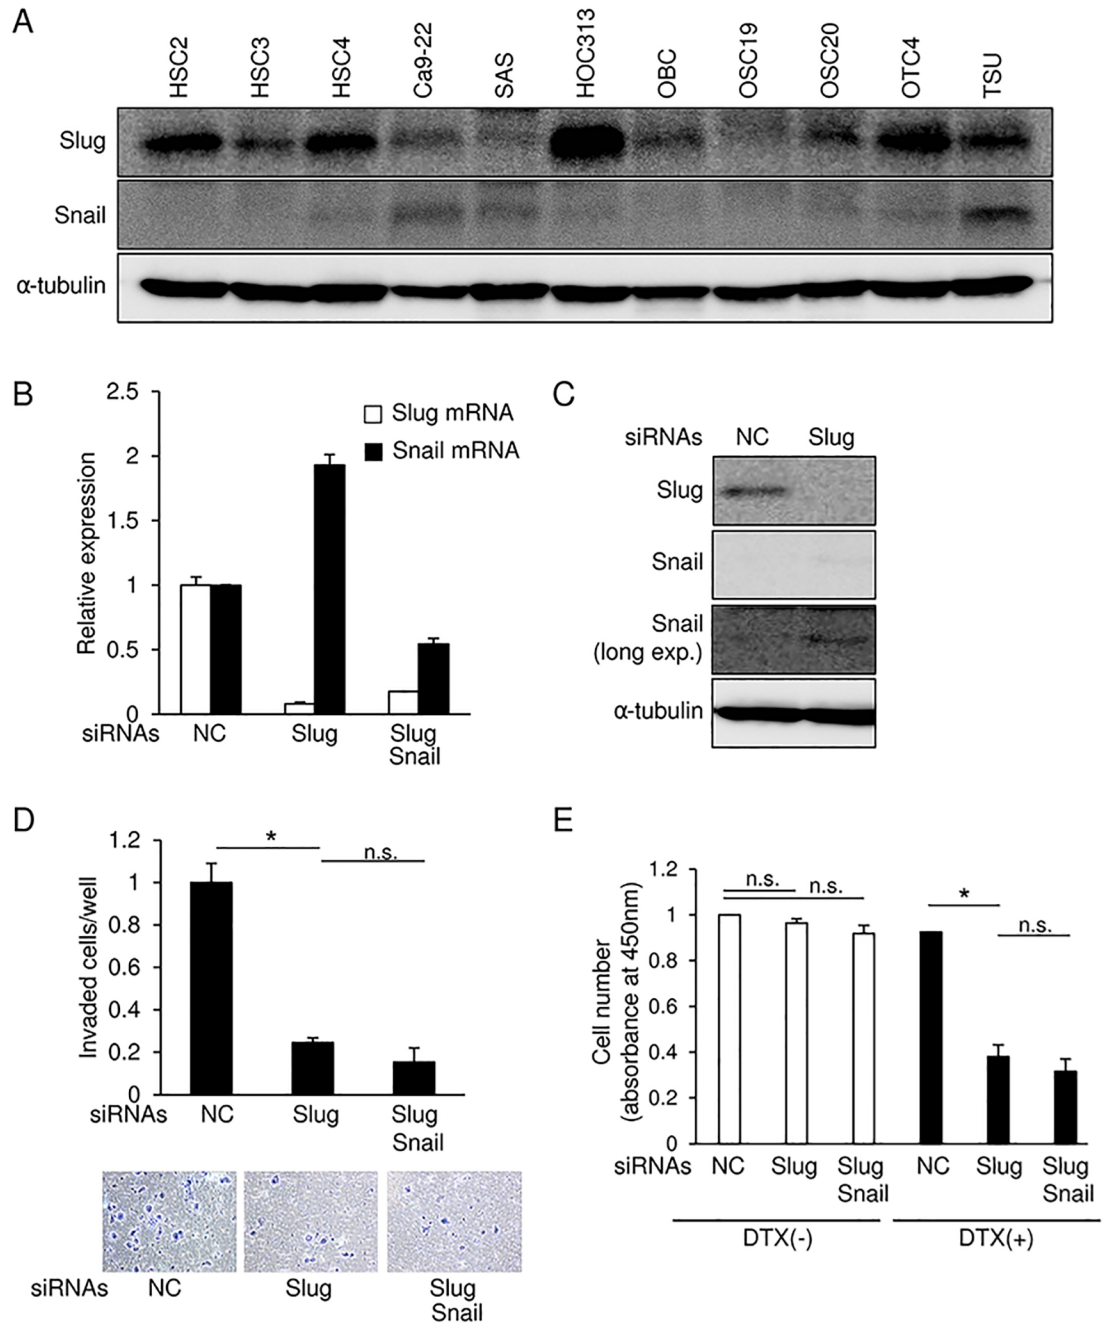 A
HSC2 HSC3 HSC4 Ca9-22 SAS HOC313 OBC OSC19 OSC20 OTC4 TSU
Slug
Snail
α-tubulin
B
2.5
2
1.5
1
0.5
0
Relative expression
Slug mRNA
Snail mRNA
siRNAs NC Slug Slug
Snail
C
siRNAs NC Slug
Slug
Snail
Snail
(long exp.)
α-tubulin
D
1.2
1
0.8
0.6
0.4
0.2
0
Invaded cells/well
* n.s.
siRNAs NC Slug Slug
Snail
siRNAs NC Slug Slug
Snail
E
1.2
1
0.8
0.6
0.4
0.2
0
Cell number
(absorbance at 450nm)
n.s. n.s. * n.s.
siRNAs NC Slug Slug NC Slug Slug
Snail Snail
DTX(-) DTX(+)